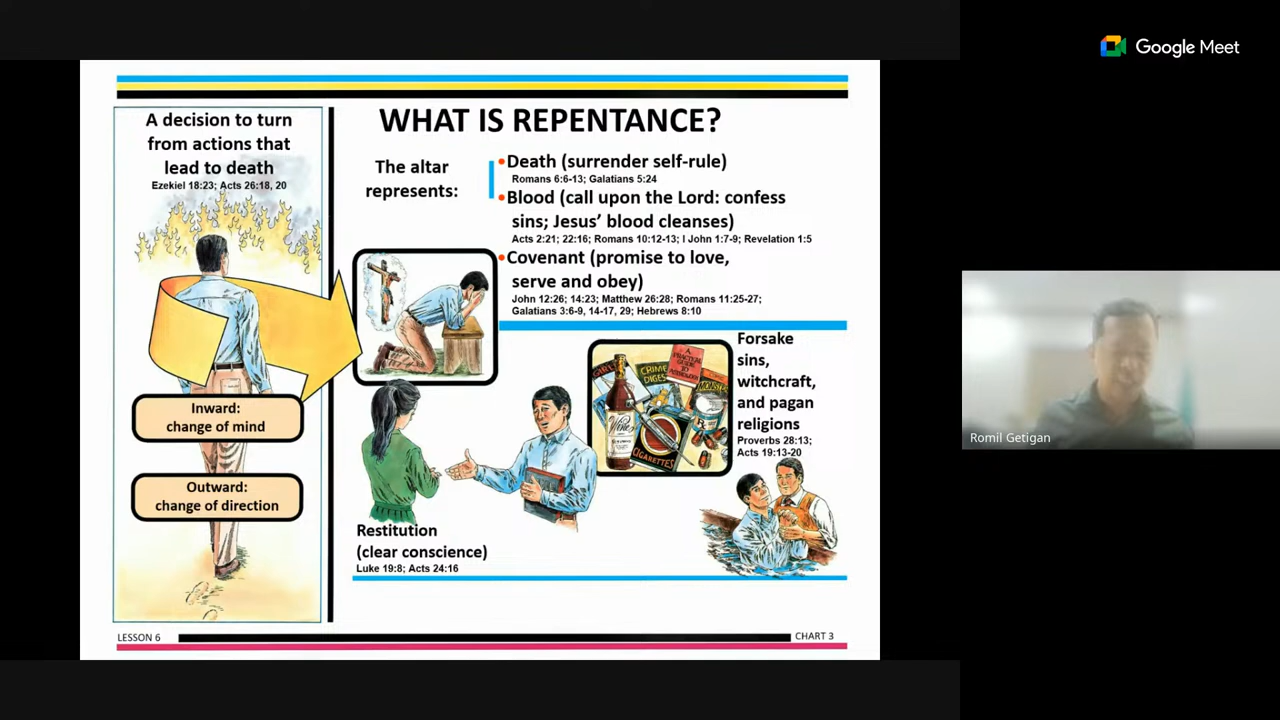 Google Meet
A decision to turn
from actions that
lead to death
Ezekiel 18:23; Acts 26:18, 20
Inward:
change of mind
Outward:
change of direction
WHAT IS REPENTANCE?
The altar
represents:
•Death (surrender self-rule)
Romans 6:6-13; Galatians 5:24
•Blood (call upon the Lord: confess
sins; Jesus’ blood cleanses)
Acts 2:21; 22:16; Romans 10:12-13; I John 1:7-9; Revelation 1:5
•Covenant (promise to love,
serve and obey)
John 12:26; 14:23; Matthew 26:28; Romans 11:25-27;
Galatians 3:6-9, 14-17, 29; Hebrews 8:10
GIRL
CRIME
DIGES
A
PRACTICAL
GUIDE TO
MONSTER
Wine
CIGARETTES
Forsake
sins,
witchcraft,
and pagan
religions
Proverbs 28:13;
Acts 19:13-20
Restitution
(clear conscience)
Luke 19:8; Acts 24:16
LESSON 6
CHART 3
Romil Getigan